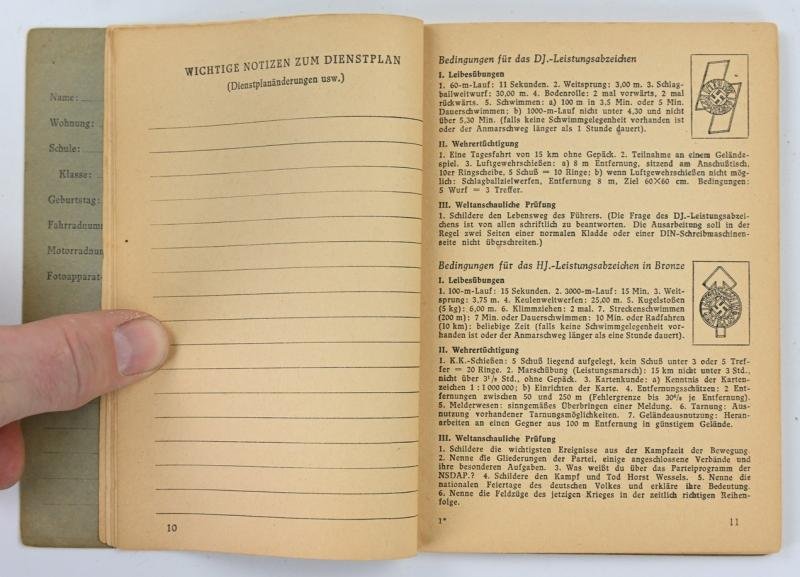 Name:
Wohnung:
Schule:
Klasse:
Geburtstag:
Fahrradnum
Motorradnum
Fotoapparat-
WICHTIGE NOTIZEN ZUM DIENSTPLAN
(Dienstplanänderungen usw.)
10
Bedingungen für das DJ.-Leistungsabzeichen
I. Leibesübungen
1. 60-m-Lauf: 11 Sekunden. 2. Weitsprung: 3,00 m. 3. Schlag-
ballweitwurf: 30,00 m. 4. Bodenrolle: 2 mal vorwärts, 2 mal
rückwärts. 5. Schwimmen: a) 100 m in 3,5 Min. oder 5 Min.
Dauerschwimmen: b) 1000-m-Lauf nicht unter 4,30 und nicht
über 5,30 Min. (falls keine Schwimmgelegenheit vorhanden ist
oder der Anmarschweg länger als 1 Stunde dauert).
II. Wehrertüchtigung
1. Eine Tagesfahrt von 15 km ohne Gepäck. 2. Teilnahme an einem Gelände-
spiel. 3. Luftgewehrschießen: a) 8 m Entfernung, sitzend am Anschußtisch,
10er Ringscheibe, 5 Schuß = 10 Ringe; b) wenn Luftgewehrschießen nicht mög-
lich: Schlagballzielwerfen, Entfernung 8 m, Ziel 60×60 cm. Bedingungen:
5 Wurf = 3 Treffer.
III. Weltanschauliche Prüfung
1. Schildere den Lebensweg des Führers. (Die Frage des DJ.-Leistungsabzei-
chens ist von allen schriftlich zu beantworten. Die Ausarbeitung soll in der
Regel zwei Seiten einer normalen Kladde oder einer DIN-Schreibmaschinen-
seite nicht überschreiten.)
Bedingungen für das HJ.-Leistungsabzeichen in Bronze
I. Leibesübungen
1. 100-m-Lauf: 15 Sekunden. 2. 3000-m-Lauf: 15 Min. 3. Weit-
sprung: 3,75 m. 4. Keulenweitwerfen: 25,00 m. 5. Kugelstoßen
(5 kg): 6,00 m. 6. Klimmziehen: 2 mal. 7. Streckenschwimmen
(200 m): 7 Min. oder Dauerschwimmen: 10 Min. oder Radfahren
(10 km): beliebige Zeit (falls keine Schwimmgelegenheit vor-
handen ist oder der Anmarschweg länger als eine Stunde dauert).
II. Wehrertüchtigung
1. K.K.-Schießen: 5 Schuß liegend aufgelegt, kein Schuß unter 3 oder 5 Tref-
fer = 20 Ringe. 2. Marschübung (Leistungsmarsch): 15 km nicht unter 3 Std.,
nicht über 3½ Std., ohne Gepäck. 3. Kartenkunde: a) Kenntnis der Karten-
zeichen 1 : 1 000 000; b) Einrichten der Karte. 4. Entfernungsschätzen: 2 Ent-
fernungen zwischen 50 und 250 m (Fehlergrenze bis 30% je Entfernung).
5. Melderwesen: sinngemäßes Überbringen einer Meldung. 6. Tarnung: Aus-
nutzung vorhandener Tarnungsmöglichkeiten. 7. Geländeausnutzung: Heran-
arbeiten an einen Gegner aus 100 m Entfernung in günstigem Gelände.
III. Weltanschauliche Prüfung
1. Schildere die wichtigsten Ereignisse aus der Kampfzeit der Bewegung.
2. Nenne die Gliederungen der Partei, einige angeschlossene Verbände und
ihre besonderen Aufgaben. 3. Was weißt du über das Parteiprogramm der
NSDAP.? 4. Schildere den Kampf und Tod Horst Wessels. 5. Nenne die
nationalen Feiertage des deutschen Volkes und erkläre ihre Bedeutung.
6. Nenne die Feldzüge des jetzigen Krieges in der zeitlich richtigen Reihen-
folge.
1*
11